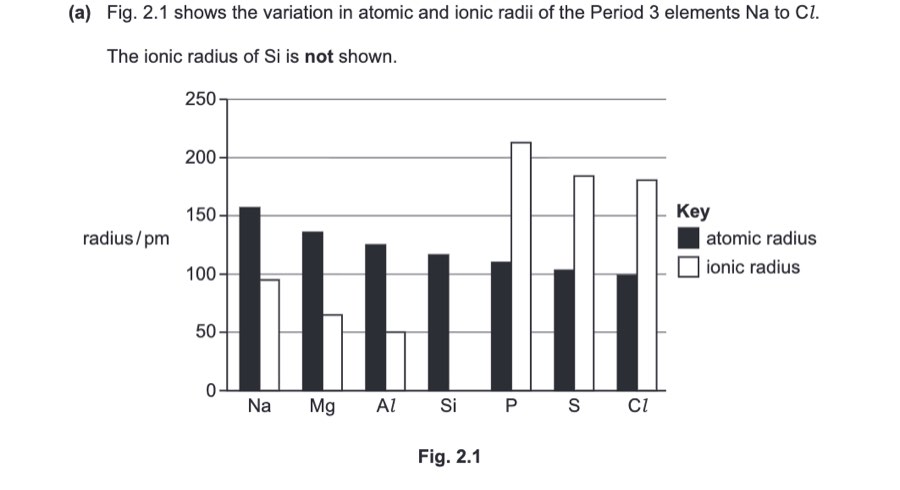 (a) Fig. 2.1 shows the variation in atomic and ionic radii of the Period 3 elements Na to Cl.
The ionic radius of Si is not shown.
250
200
150
100
50
0
radius/pm
Na Mg Al Si P S Cl
Key
atomic radius
ionic radius
Fig. 2.1